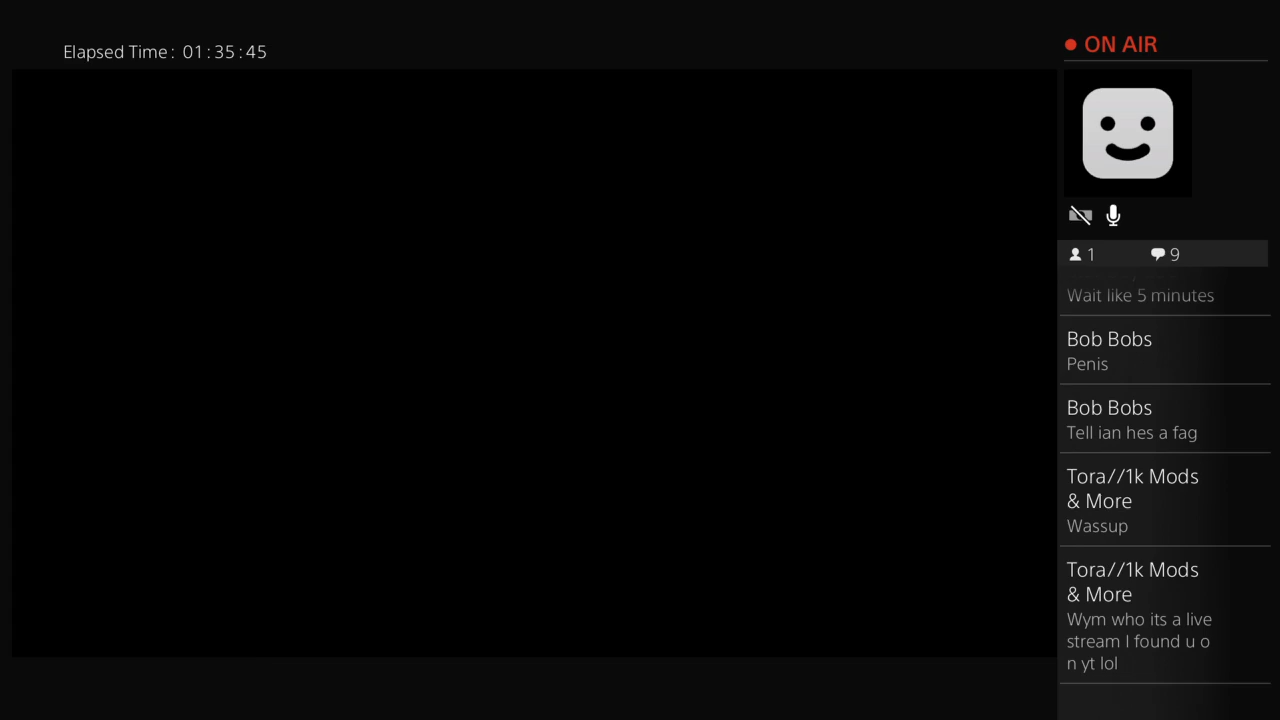 Elapsed Time: 01:35:45
ON AIR
1
9
Wait like 5 minutes
Bob Bobs
Penis
Bob Bobs
Tell ian hes a fag
Tora//1k Mods
& More
Wassup
Tora//1k Mods
& More
Wym who its a live
stream I found u o
n yt lol